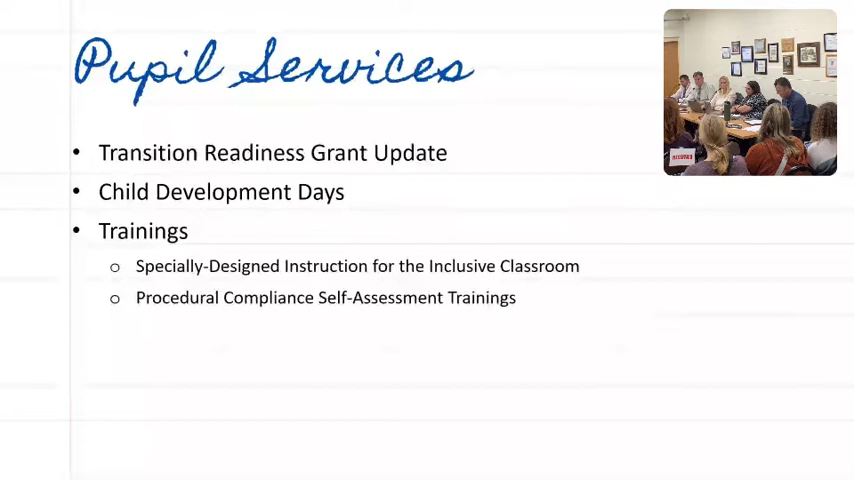 Pupil Services
• Transition Readiness Grant Update
• Child Development Days
• Trainings
o Specially-Designed Instruction for the Inclusive Classroom
o Procedural Compliance Self-Assessment Trainings